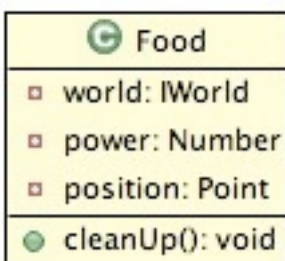 C Food
world: IWorld
power: Number
position: Point
cleanUp(): void